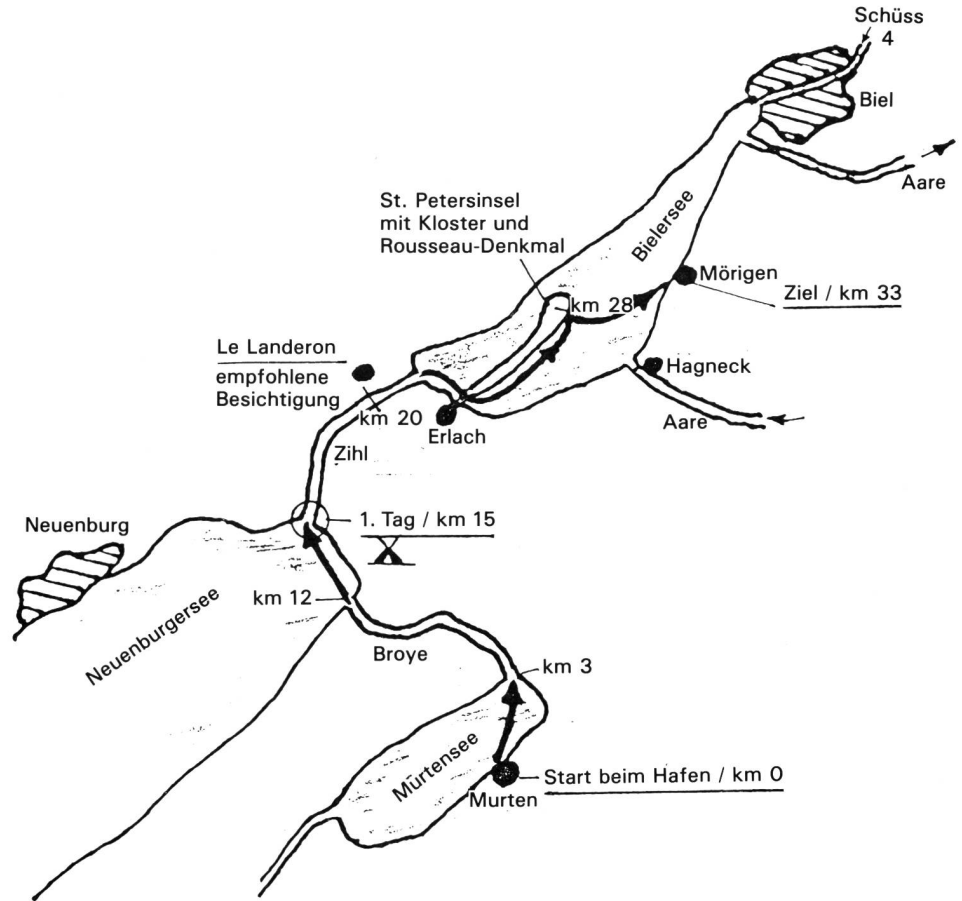 Schüss
4
Biel
Aare
St. Petersinsel
mit Kloster und
Rousseau-Denkmal
Bielersee
Mörigen
km 28
Ziel / km 33
Le Landeron
empfohlene
Besichtigung
Hagneck
km 20
Erlach
Aare
Zihl
Neuenburg
1. Tag / km 15
km 12
Neuenburgersee
Broye
km 3
Mürtensee
Start beim Hafen / km 0
Murten